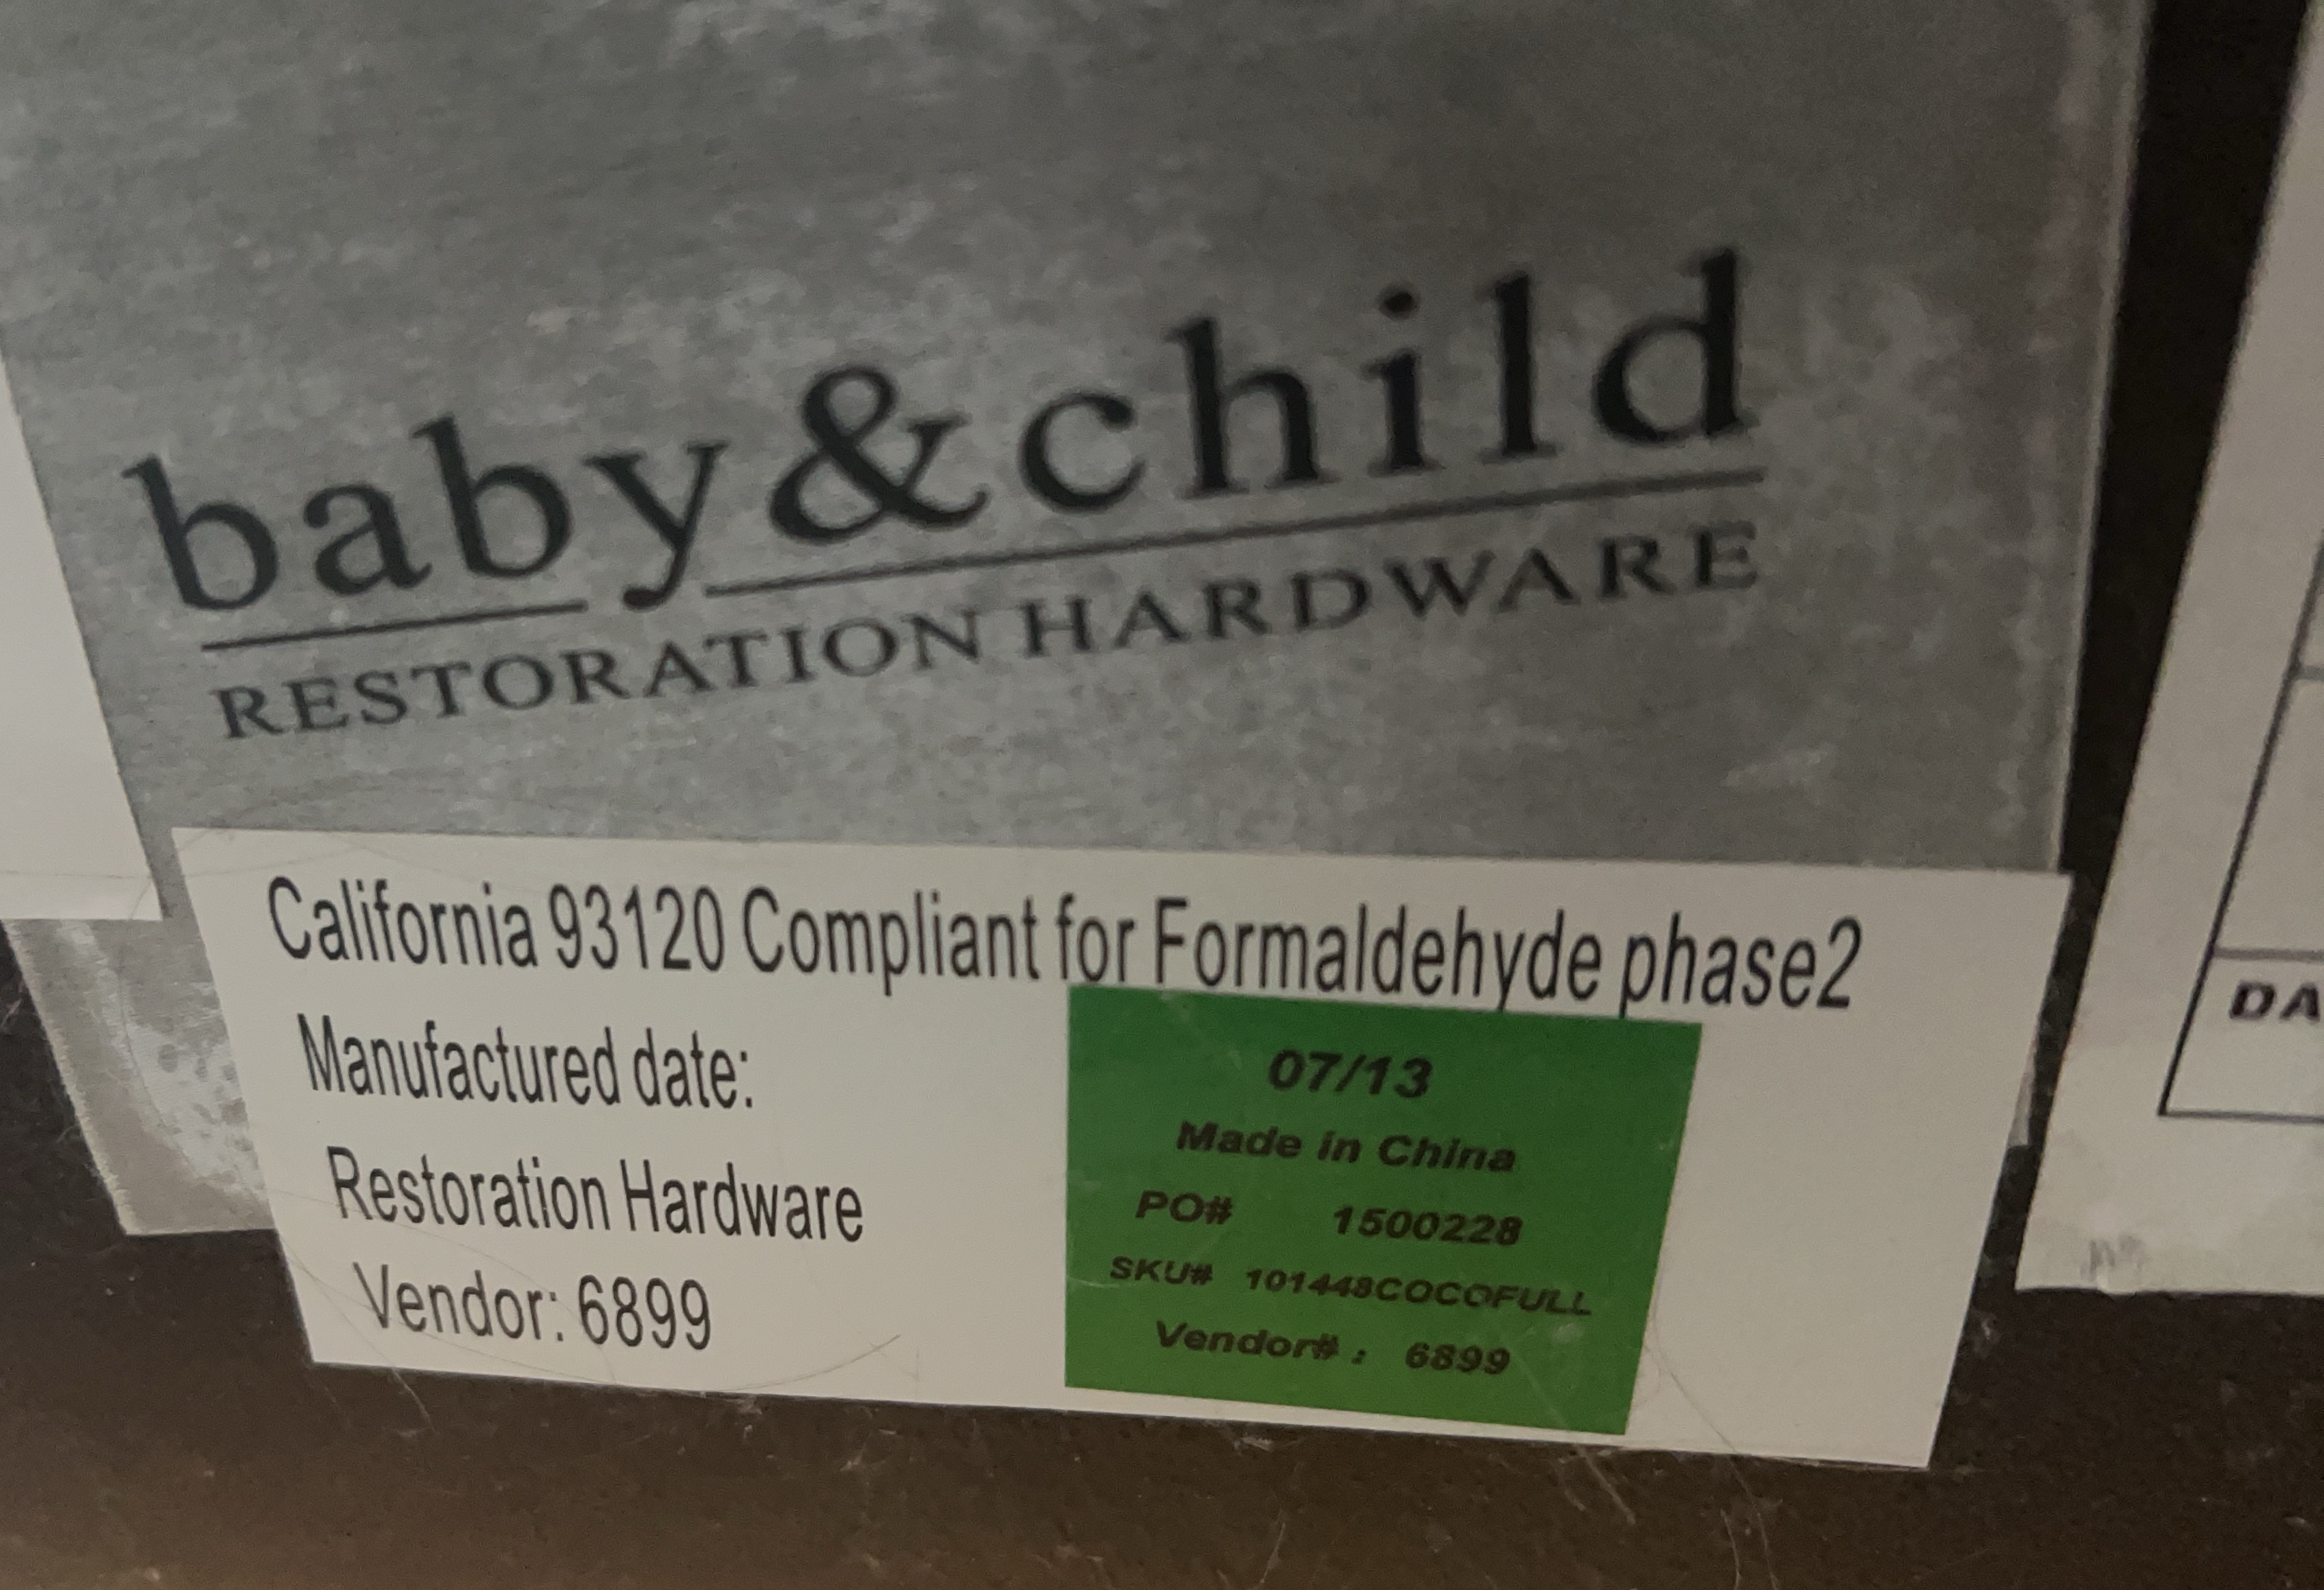 baby&child
RESTORATION HARDWARE
California 93120 Compliant for Formaldehyde phase2
Manufactured date:
07/13
Made in China
Restoration Hardware
PO# 1500228
SKU# 101448COCOFULL
Vendor: 6899
Vendor#: 6899
DA